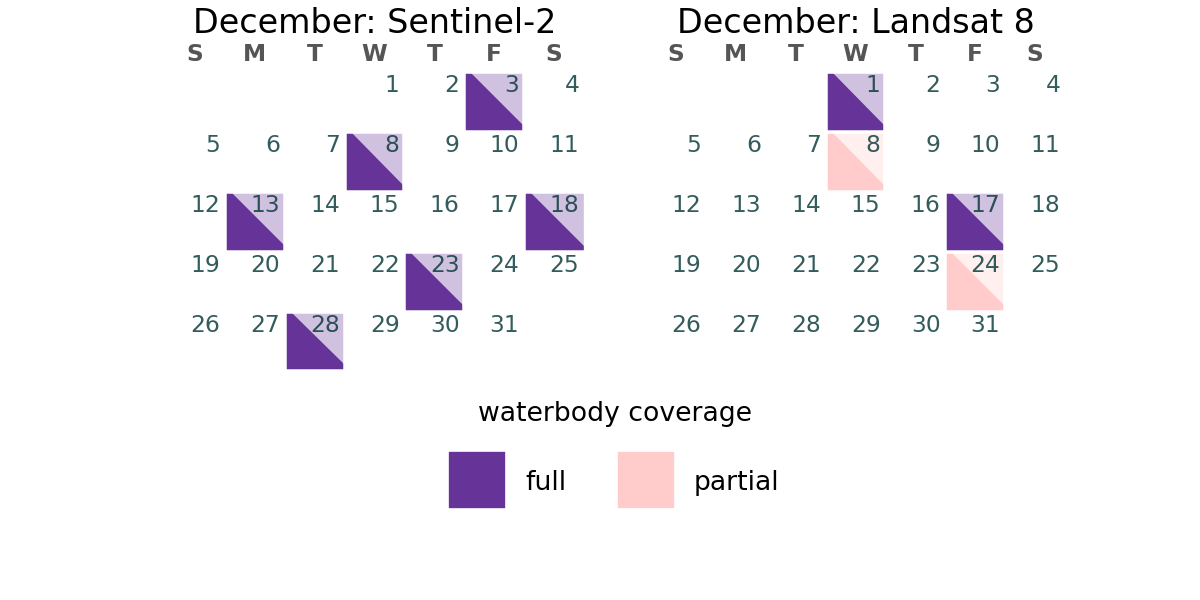 December: Sentinel-2
S M T W T F S
1 2 3 4
5 6 7 8 9 10 11
12 13 14 15 16 17 18
19 20 21 22 23 24 25
26 27 28 29 30 31
December: Landsat 8
S M T W T F S
1 2 3 4
5 6 7 8 9 10 11
12 13 14 15 16 17 18
19 20 21 22 23 24 25
26 27 28 29 30 31
waterbody coverage
full
partial